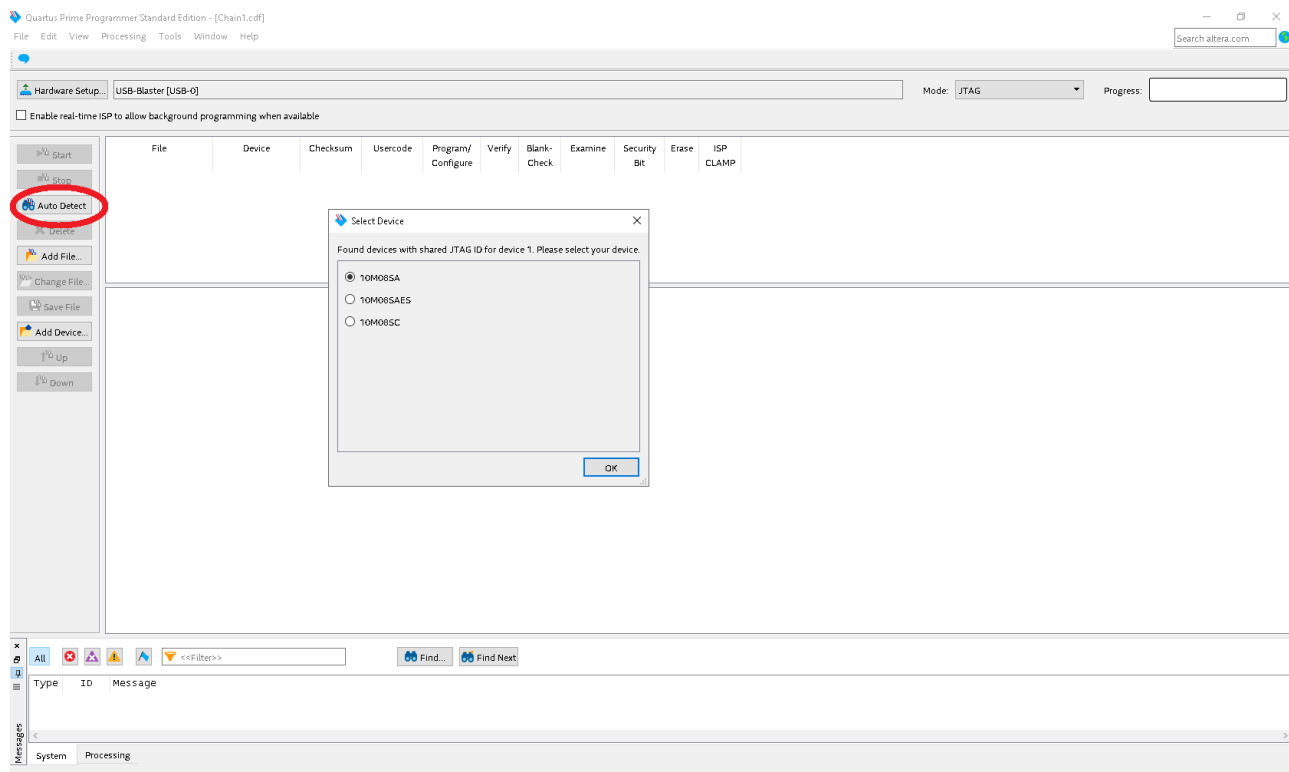 Quartus Prime Programmer Standard Edition - [Chain1.cdf]
File Edit View Processing Tools Window Help
Search altera.com
Hardware Setup... USB-Blaster [USB-0] Mode: JTAG Progress:
Enable real-time ISP to allow background programming when available
Start
Stop
Auto Detect
Delete
Add File...
Change File...
Save File
Add Device...
Up
Down
File Device Checksum Usercode Program/ Verify Blank- Examine Security Erase ISP
Configure Check Bit CLAMP
Select Device
Found devices with shared JTAG ID for device 1. Please select your device.
10M08SA
10M08SAES
10M08SC
OK
All <<Filter>> Find... Find Next
Type ID Message
Messages
System Processing